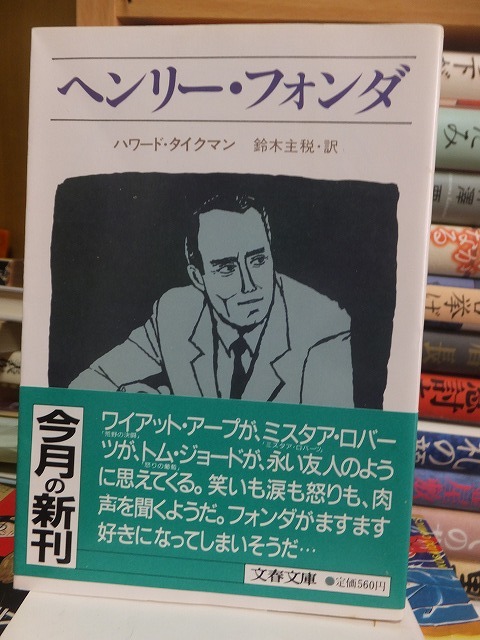 ヘンリー・フォンダ
ハワード・タイクマン 鈴木主税・訳
今月の新刊
ワイアット・アープが、ミスタア・ロバー
「荒野の決闘」 「ミスタア・ロバーツ」
ツが、トム・ジョードが、永い友人のよう
「怒りの葡萄」
に思えてくる。笑いも涙も怒りも、肉
声を聞くようだ。フォンダがますます
好きになってしまいそうだ…
文春文庫 ●定価560円